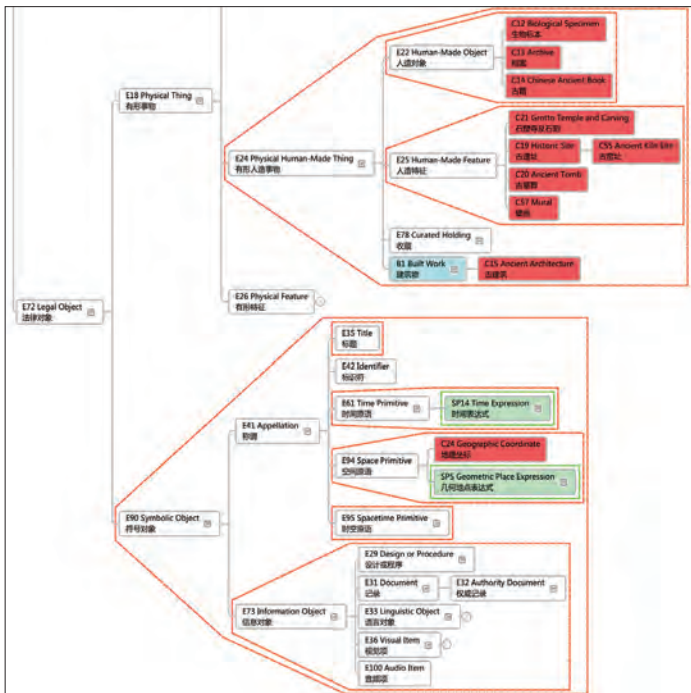 C12 Biological Specimen
生物标本
E22 Human-Made Object
人造对象
C13 Archive
档案
C14 Chinese Ancient Book
古籍
E18 Physical Thing
有形事物
C21 Grotto Temple and Carving
石窟寺及石刻
E24 Physical Human-Made Thing
有形人造事物
E25 Human-Made Feature
人造特征
C19 Historic Site
古遗址
C55 Ancient Kiln Site
古窑址
C20 Ancient Tomb
古墓葬
C57 Mural
壁画
E78 Curated Holding
收藏
B1 Built Work
建筑物
C15 Ancient Architecture
古建筑
E72 Legal Object
法律对象
E26 Physical Feature
有形特征
E35 Title
标题
E42 Identifier
标识符
E41 Appellation
称谓
E61 Time Primitive
时间原语
SP14 Time Expression
时间表达式
E94 Space Primitive
空间原语
C24 Geographic Coordinate
地理坐标
SP5 Geometric Place Expression
几何地点表达式
E95 Spacetime Primitive
时空原语
E90 Symbolic Object
符号对象
E29 Design or Procedure
设计或程序
E31 Document
记录
E32 Authority Document
权威记录
E73 Information Object
信息对象
E33 Linguistic Object
语言对象
E36 Visual Item
视觉项
E100 Audio Item
音频项